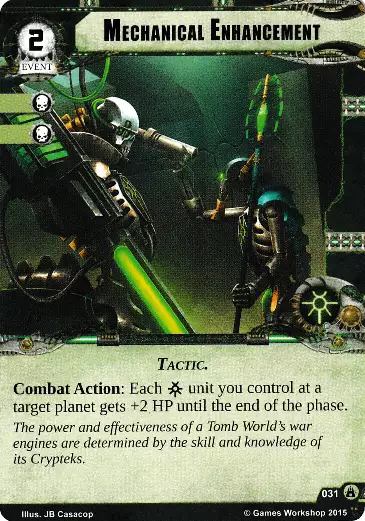 Mechanical Enhancement
2
EVENT
Tactic.
Combat Action: Each unit you control at a
target planet gets +2 HP until the end of the phase.
The power and effectiveness of a Tomb World's war
engines are determined by the skill and knowledge of
its Crypteks.
031
Illus. JB Casacop
© Games Workshop 2015